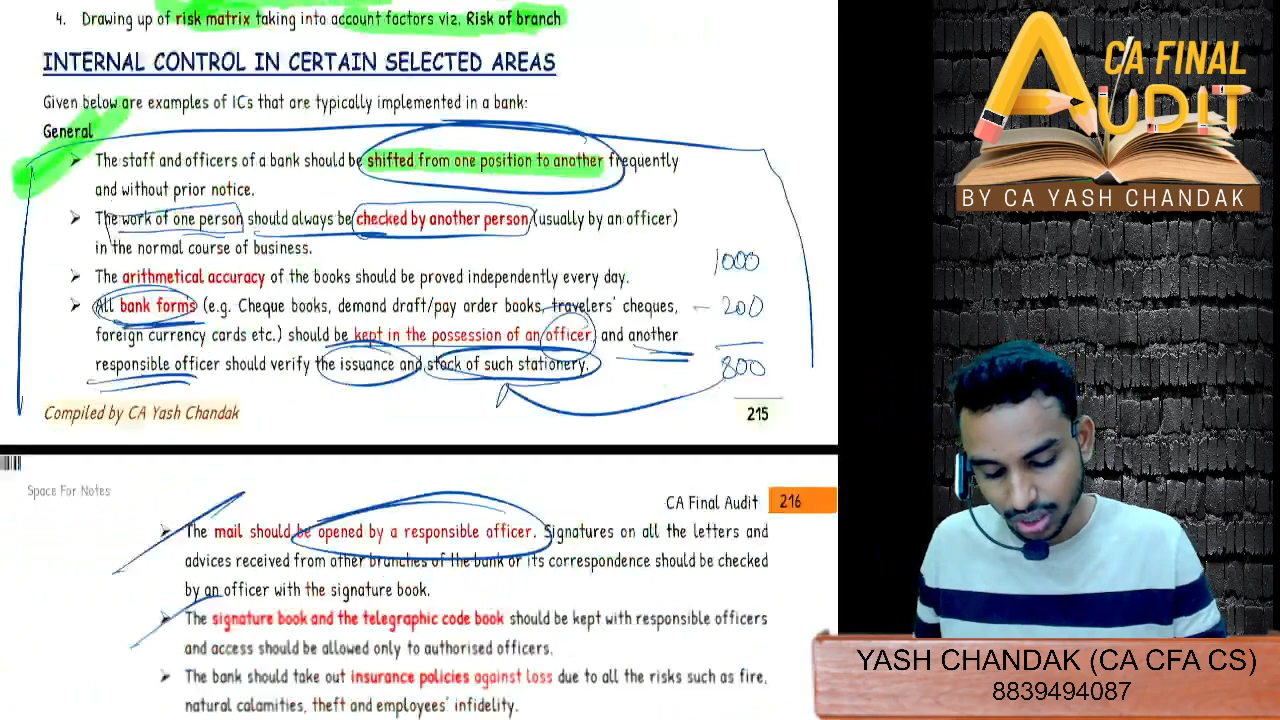 4. Drawing up of risk matrix taking into account factors viz. Risk of branch
INTERNAL CONTROL IN CERTAIN SELECTED AREAS
Given below are examples of ICs that are typically implemented in a bank:
General
➤ The staff and officers of a bank should be shifted from one position to another frequently
and without prior notice.
➤ The work of one person should always be checked by another person (usually by an officer)
in the normal course of business.
➤ The arithmetical accuracy of the books should be proved independently every day.
➤ All bank forms (e.g. Cheque books, demand draft/pay order books, travelers' cheques,
foreign currency cards etc.) should be kept in the possession of an officer, and another
responsible officer should verify the issuance and stock of such stationery.
1000
- 200
800
Compiled by CA Yash Chandak
215
Space For Notes
CA Final Audit 216
➤ The mail should be opened by a responsible officer. Signatures on all the letters and
advices received from other branches of the bank or its correspondence should be checked
by an officer with the signature book.
➤ The signature book and the telegraphic code book should be kept with responsible officers
and access should be allowed only to authorised officers.
➤ The bank should take out insurance policies against loss due to all the risks such as fire,
natural calamities, theft and employees' infidelity.
CA FINAL
AUDIT
BY CA YASH CHANDAK
YASH CHANDAK (CA CFA CS)
8839494087